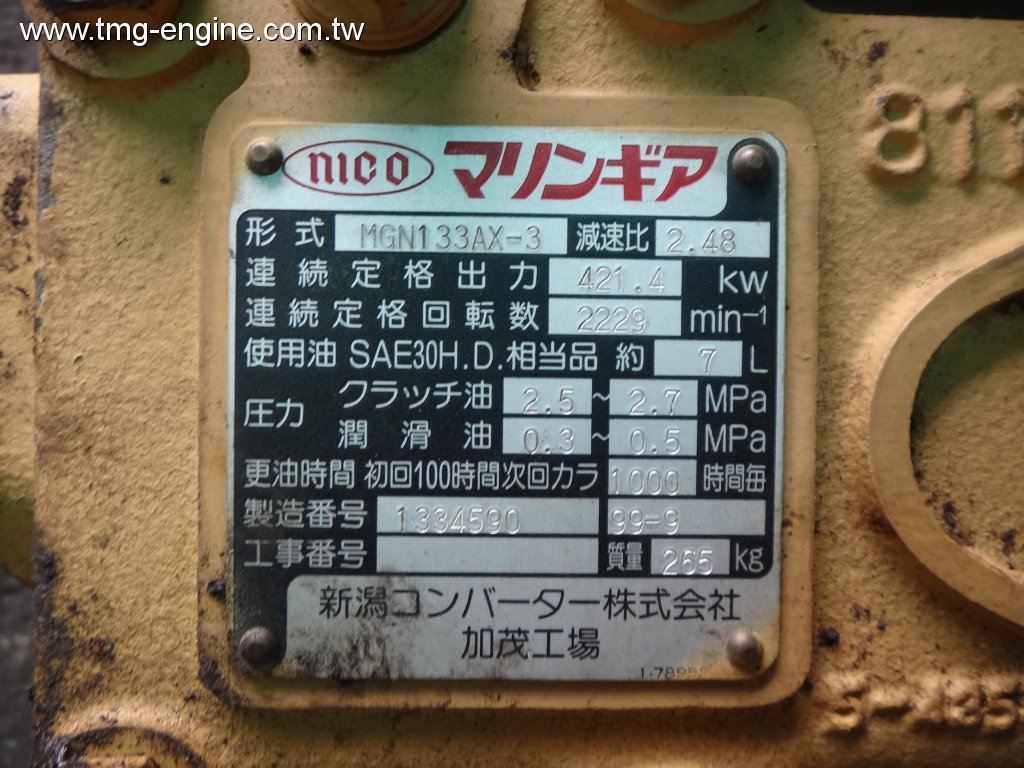 www.tmg-engine.com.tw
811
nico マリンギア
形式 MGN133AX-3 減速比 2.48
連続定格出力 421.4 kw
連続定格回転数 2229 min-1
使用油 SAE30H.D.相当品 約 7 L
圧力 クラッチ油 2.5 ~ 2.7 MPa
潤滑油 0.3 ~ 0.5 MPa
更油時間 初回100時間次回カラ 1000 時間毎
製造番号 1334590 99=9
工事番号 質量 265 kg
新潟コンバーター株式会社
加茂工場